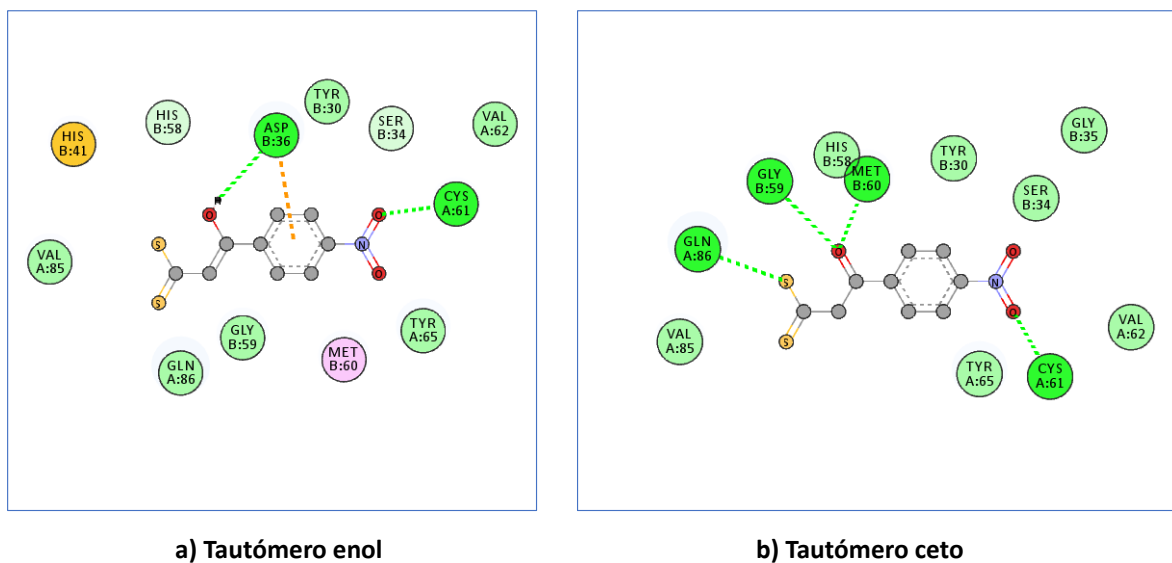 TYR
B:30
HIS
B:58
ASP
B:36
SER
B:34
VAL
A:62
HIS
B:41
CYS
A:61
H
O
O
N
O
S
S
VAL
A:85
GLY
B:59
TYR
A:65
MET
B:60
GLN
A:86
a) Tautómero enol
GLY
B:35
HIS
B:58
TYR
B:30
GLY
B:59
MET
B:60
SER
B:34
GLN
A:86
O
O
S
N
O
S
VAL
A:85
VAL
A:62
TYR
A:65
CYS
A:61
b) Tautómero ceto